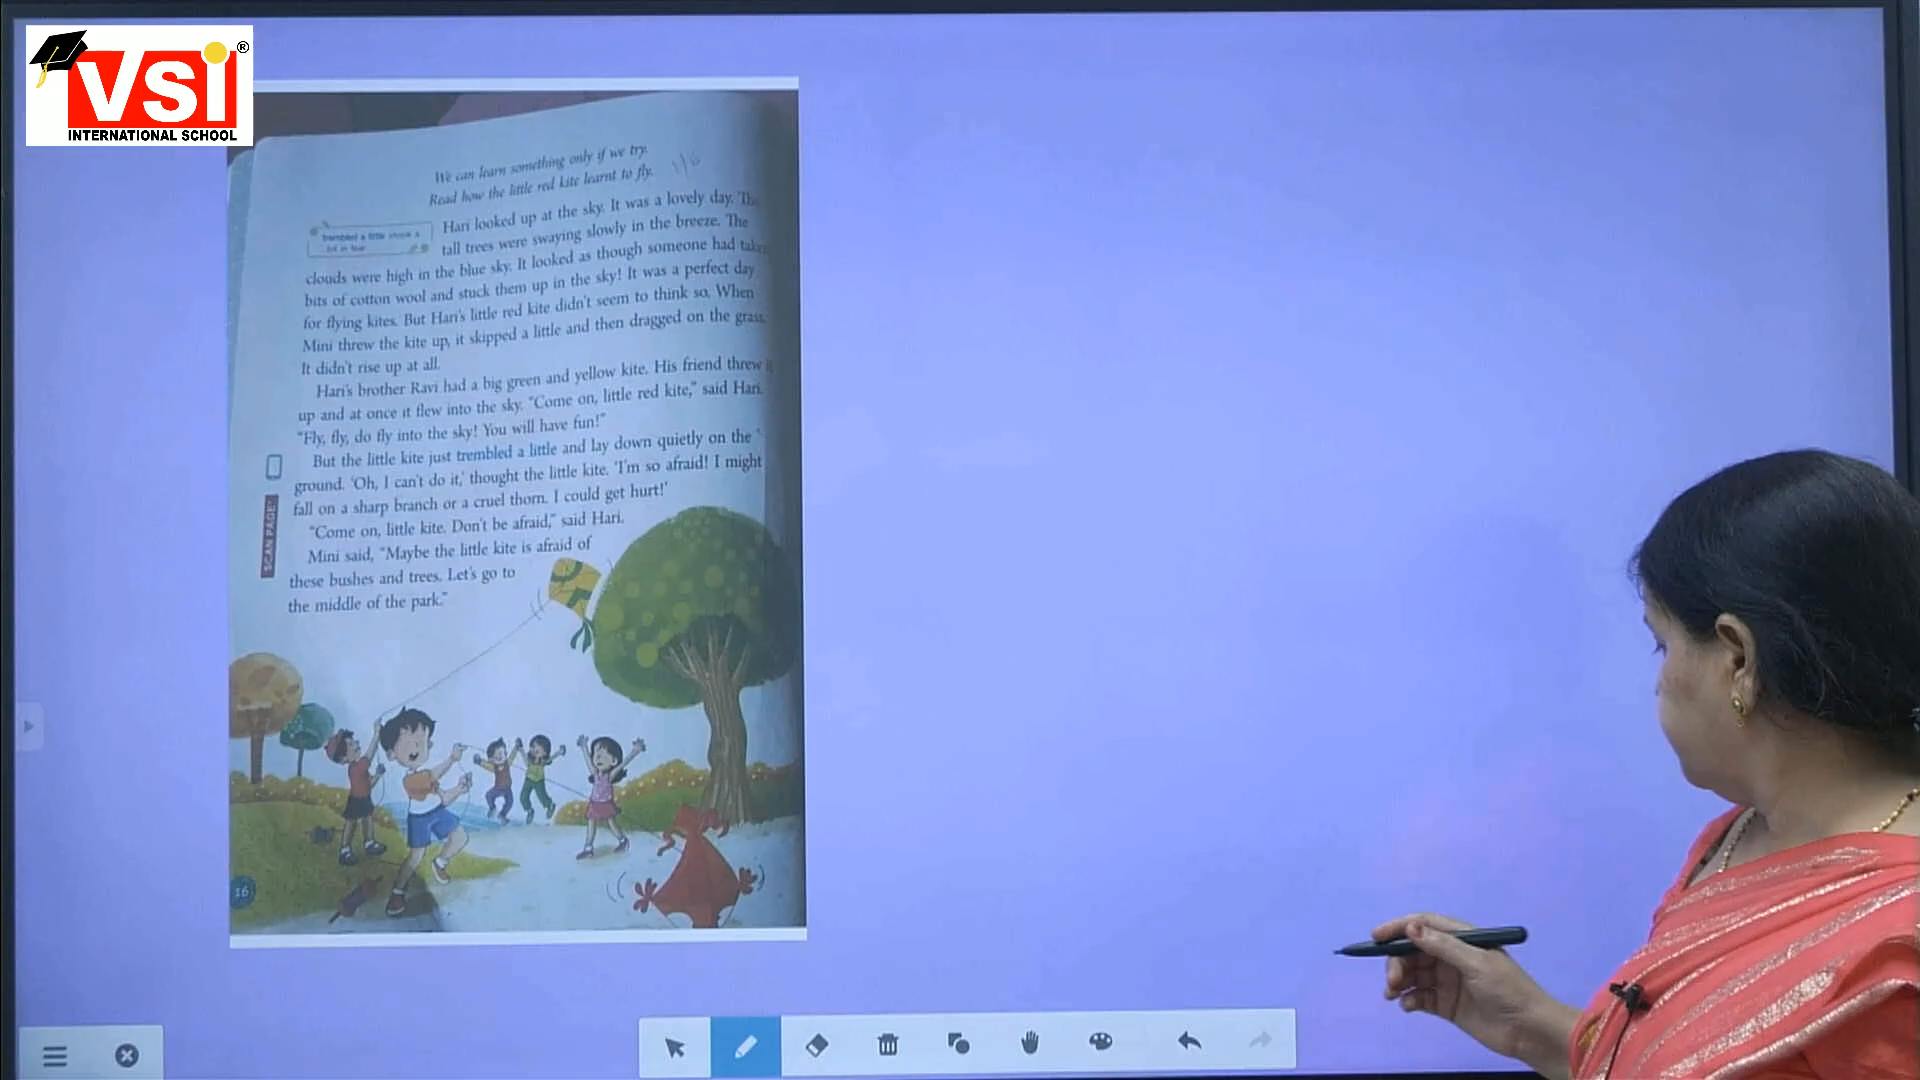 VSI
®
INTERNATIONAL SCHOOL
We can learn something only if we try.
Read how the little red kite learnt to fly.
trembled a little shook a
bit in fear
Hari looked up at the sky. It was a lovely day. The
tall trees were swaying slowly in the breeze. The
clouds were high in the blue sky. It looked as though someone had taken
bits of cotton wool and stuck them up in the sky! It was a perfect day
for flying kites. But Hari's little red kite didn't seem to think so. When
Mini threw the kite up, it skipped a little and then dragged on the grass.
It didn't rise up at all.
Hari's brother Ravi had a big green and yellow kite. His friend threw it
up and at once it flew into the sky. “Come on, little red kite,” said Hari.
“Fly, fly, do fly into the sky! You will have fun!”
But the little kite just trembled a little and lay down quietly on the
ground. ‘Oh, I can't do it,’ thought the little kite. ‘I'm so afraid! I might
fall on a sharp branch or a cruel thorn. I could get hurt!’
“Come on, little kite. Don't be afraid,” said Hari.
Mini said, “Maybe the little kite is afraid of
these bushes and trees. Let's go to
the middle of the park.”
SCAN PAGE
16